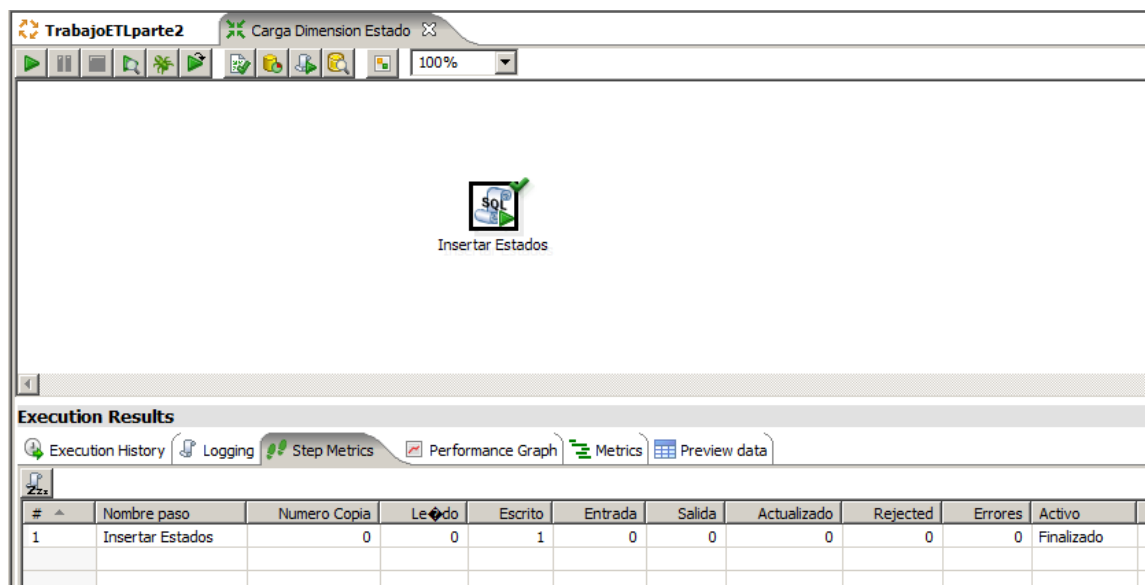 TrabajoETLparte2 Carga Dimension Estado
100%
SQL
Insertar Estados
Execution Results
Execution History Logging Step Metrics Performance Graph Metrics Preview data
# Nombre paso Numero Copia Le�do Escrito Entrada Salida Actualizado Rejected Errores Activo
1 Insertar Estados 0 0 1 0 0 0 0 0 Finalizado